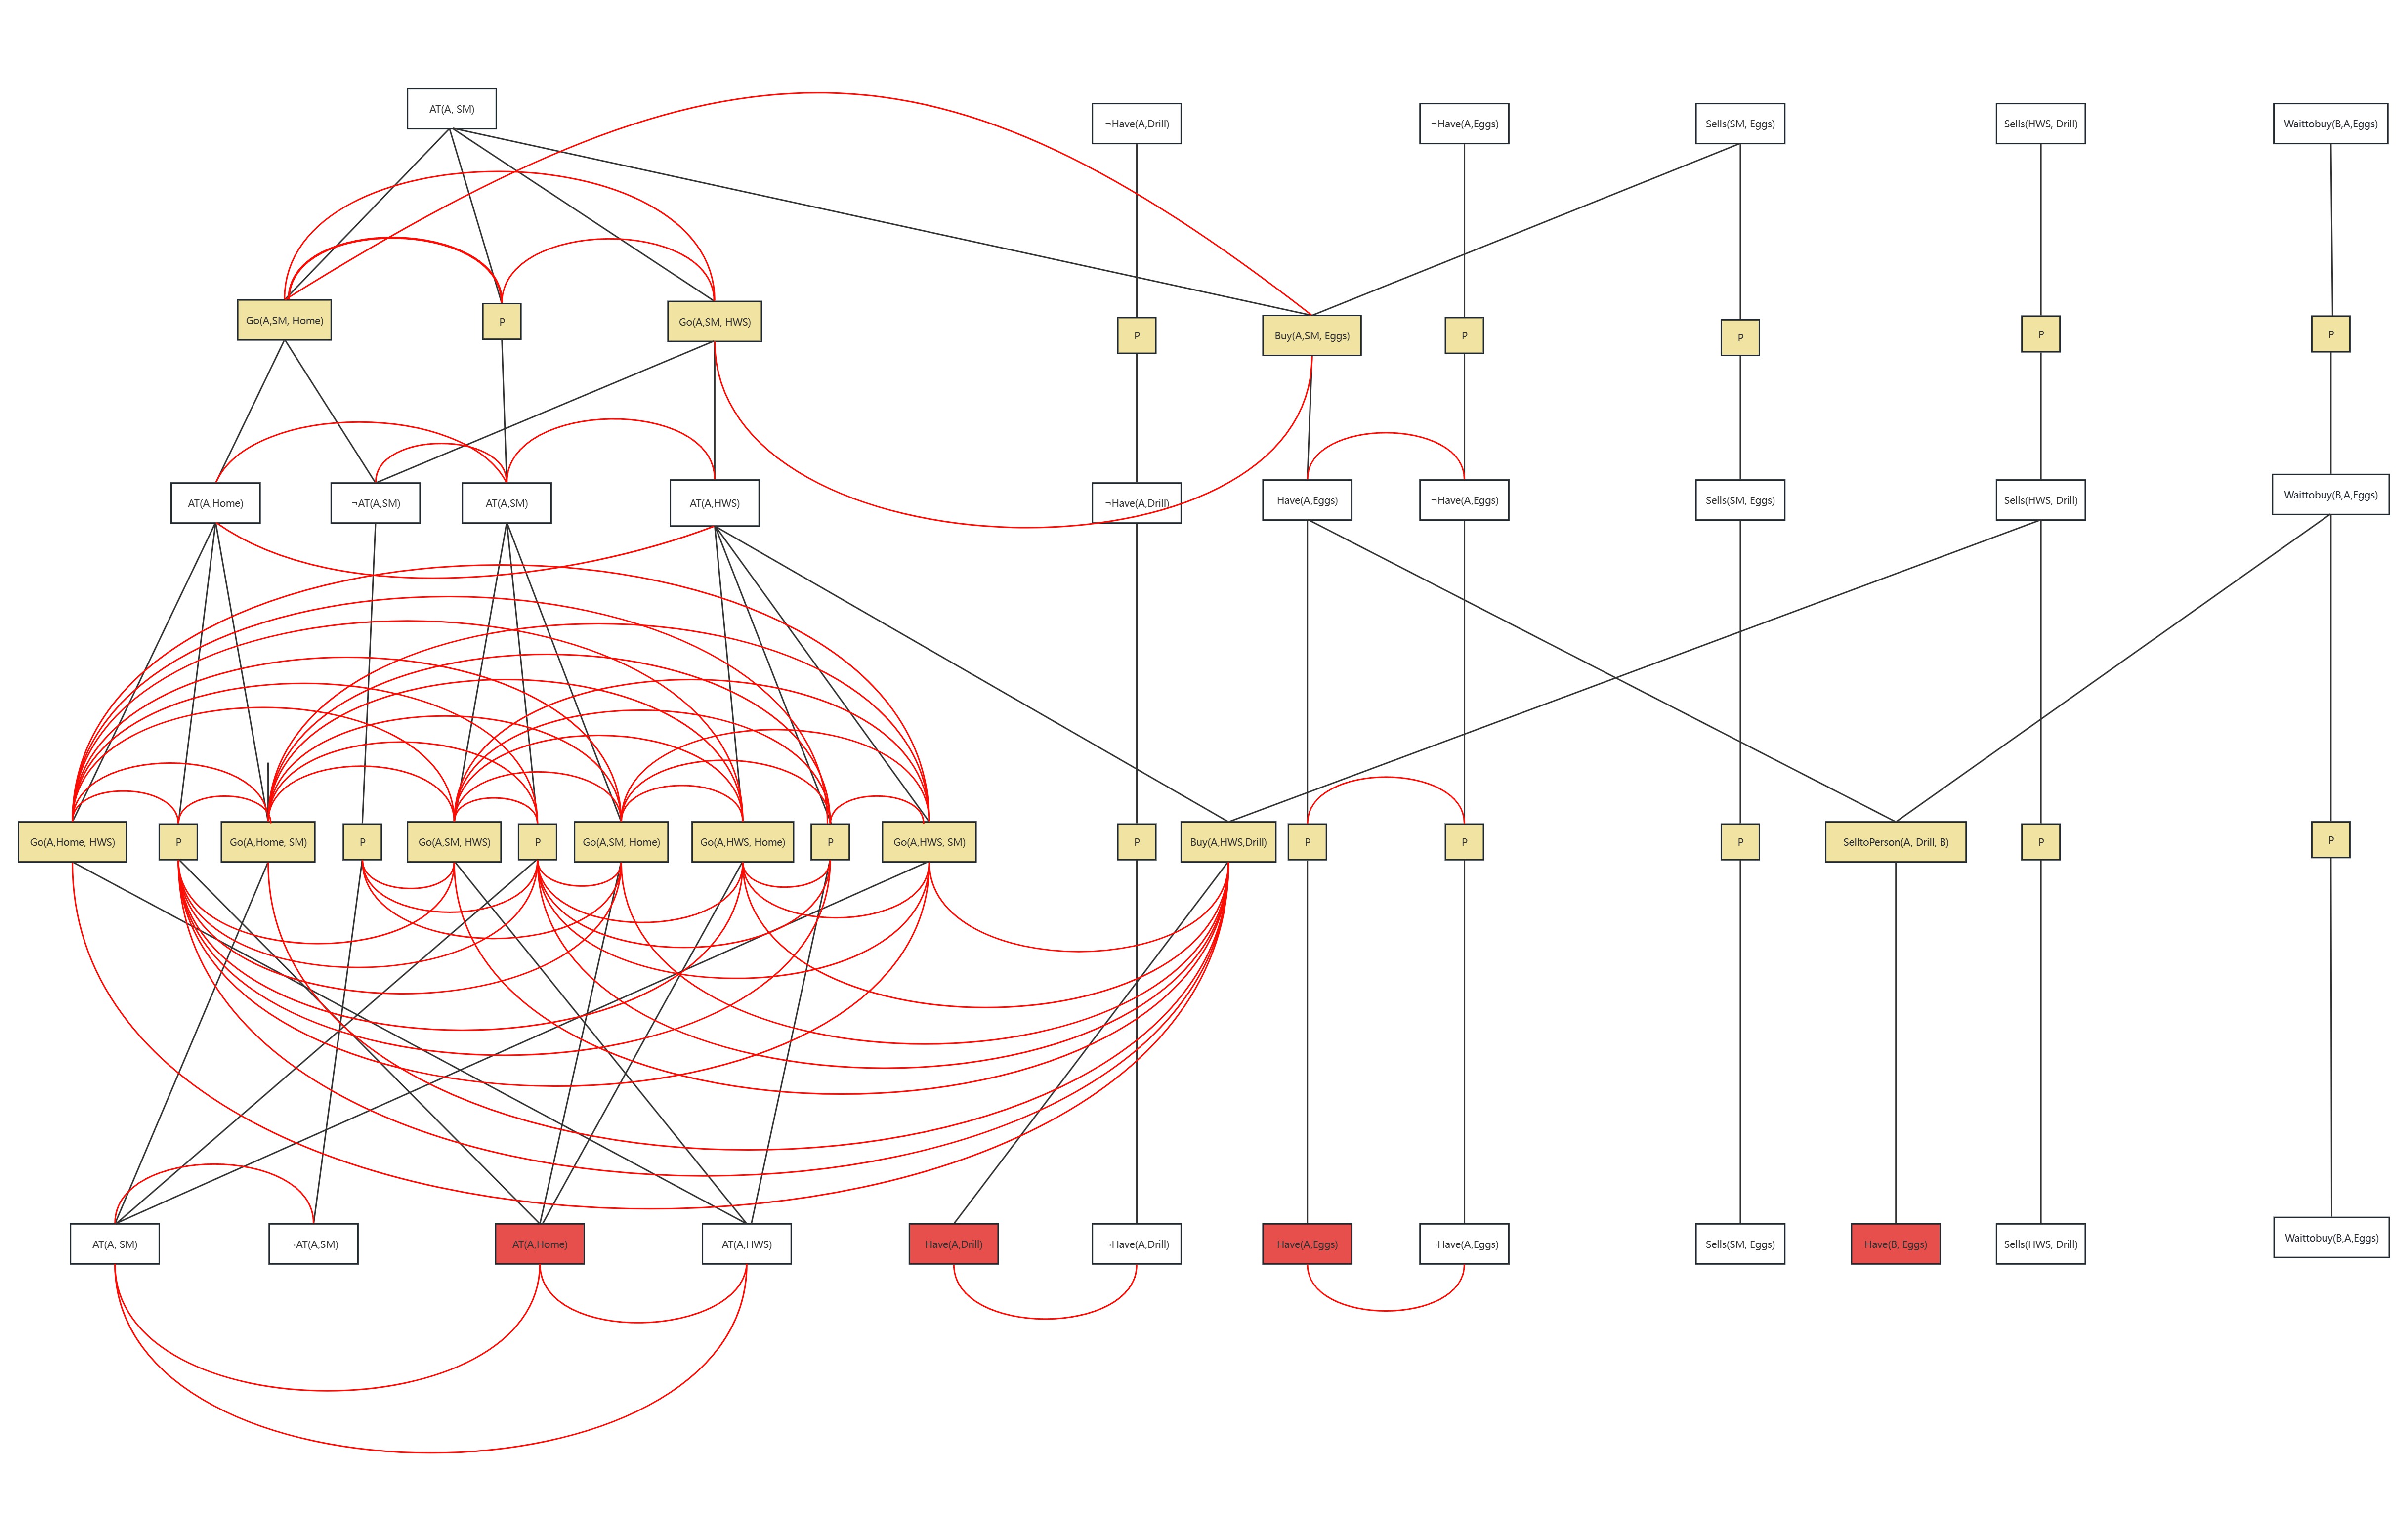 AT(A, SM)
¬Have(A,Drill)
¬Have(A,Eggs)
Sells(SM, Eggs)
Sells(HWS, Drill)
Waittobuy(B,A,Eggs)
Go(A,SM, Home)
P
Go(A,SM, HWS)
P
Buy(A,SM, Eggs)
P
P
P
P
AT(A,Home)
¬AT(A,SM)
AT(A,SM)
AT(A,HWS)
¬Have(A,Drill)
Have(A,Eggs)
¬Have(A,Eggs)
Sells(SM, Eggs)
Sells(HWS, Drill)
Waittobuy(B,A,Eggs)
Go(A,Home, HWS)
P
Go(A,Home, SM)
P
Go(A,SM, HWS)
P
Go(A,SM, Home)
Go(A,HWS, Home)
P
Go(A,HWS, SM)
P
Buy(A,HWS,Drill)
P
P
P
SelltoPerson(A, Drill, B)
P
P
AT(A, SM)
¬AT(A,SM)
AT(A,Home)
AT(A,HWS)
Have(A,Drill)
¬Have(A,Drill)
Have(A,Eggs)
¬Have(A,Eggs)
Sells(SM, Eggs)
Have(B, Eggs)
Sells(HWS, Drill)
Waittobuy(B,A,Eggs)